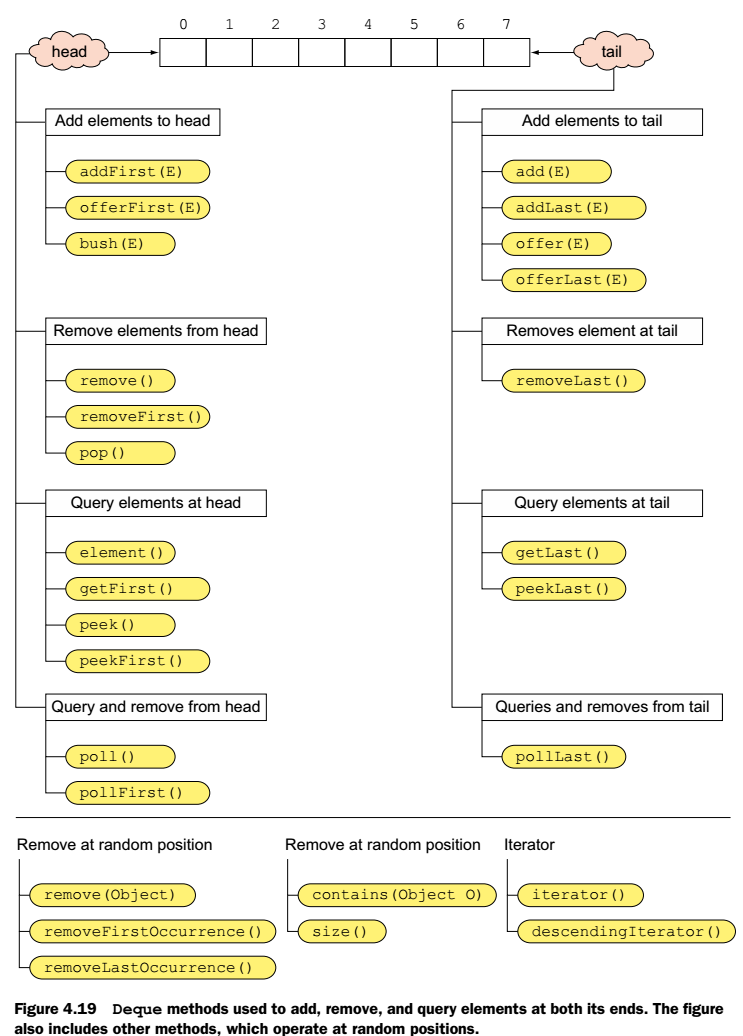 0 1 2 3 4 5 6 7
head
tail
Add elements to head
addFirst(E)
offerFirst(E)
bush(E)
Remove elements from head
remove()
removeFirst()
pop()
Query elements at head
element()
getFirst()
peek()
peekFirst()
Query and remove from head
poll()
pollFirst()
Add elements to tail
add(E)
addLast(E)
offer(E)
offerLast(E)
Removes element at tail
removeLast()
Query elements at tail
getLast()
peekLast()
Queries and removes from tail
pollLast()
Remove at random position
remove(Object)
removeFirstOccurrence()
removeLastOccurrence()
Remove at random position
contains(Object O)
size()
Iterator
iterator()
descendingIterator()
Figure 4.19 Deque methods used to add, remove, and query elements at both its ends. The figure
also includes other methods, which operate at random positions.